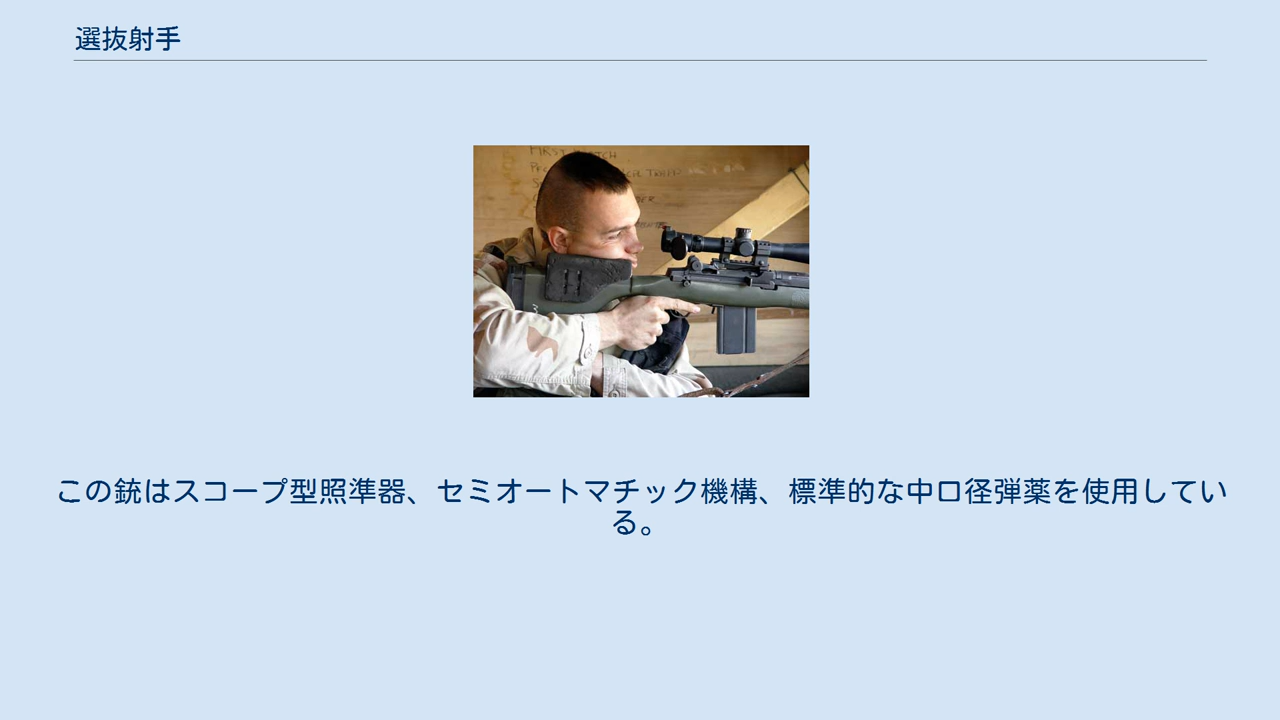 選抜射手
この銃はスコープ型照準器、セミオートマチック機構、標準的な中口径弾薬を使用してい
る。